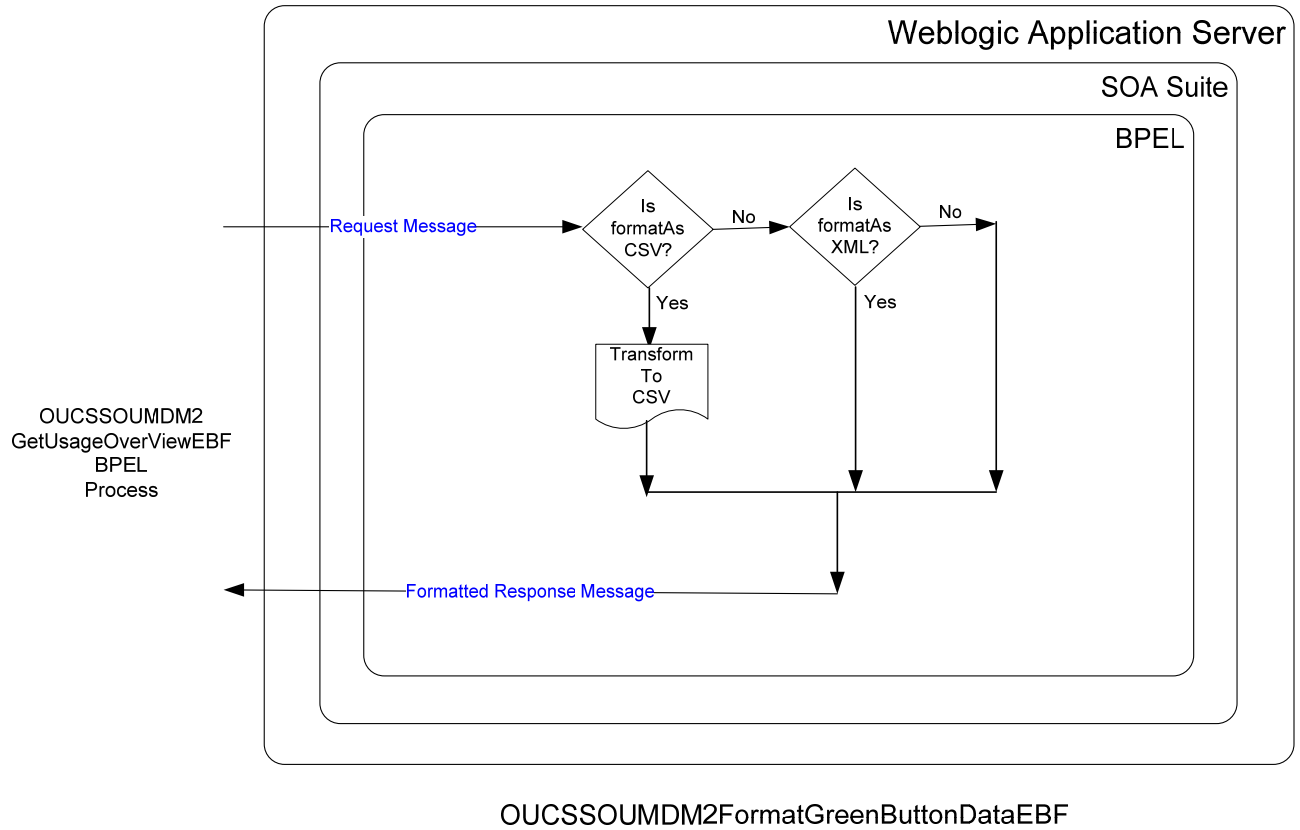 Weblogic Application Server
SOA Suite
BPEL
Request Message
Is
formatAs
CSV?
No
Is
formatAs
XML?
No
Yes
Yes
Transform
To
CSV
OUCSSOUMDM2
GetUsageOverViewEBF
BPEL
Process
Formatted Response Message
OUCSSOUMDM2FormatGreenButtonDataEBF